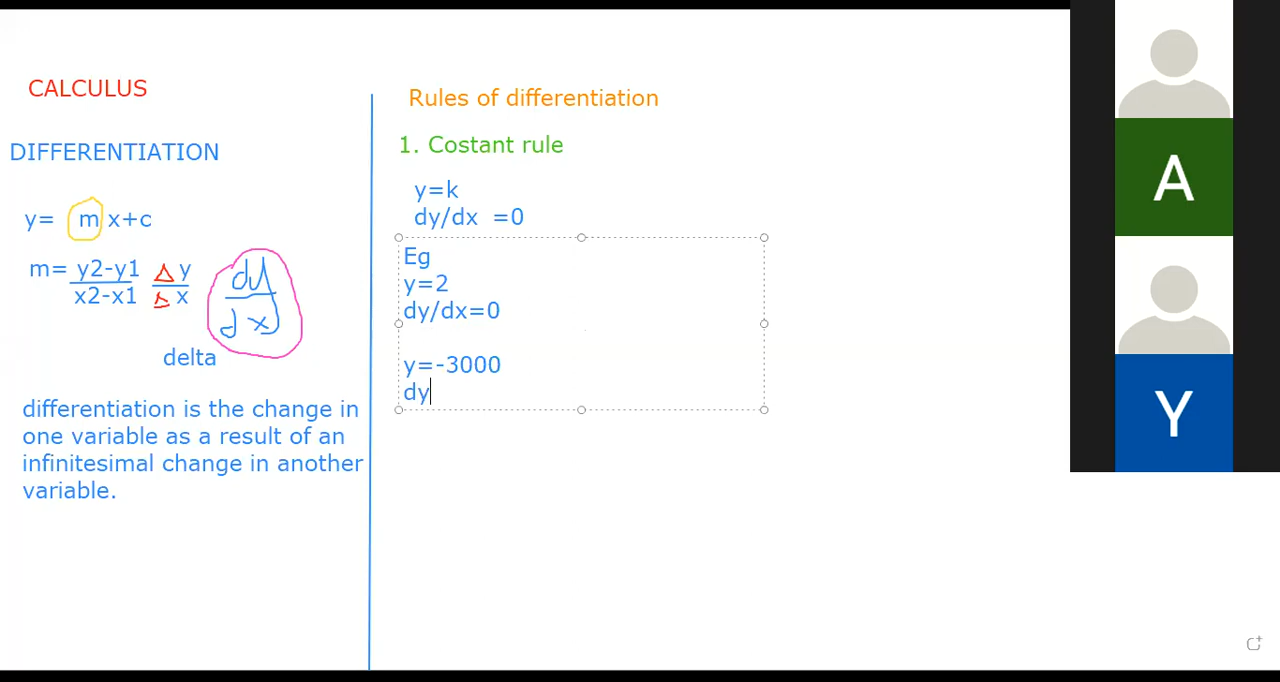 CALCULUS
DIFFERENTIATION
y= m x+c
m= y2-y1 Δ y
x2-x1 Δ x
dy
dx
delta
differentiation is the change in
one variable as a result of an
infinitesimal change in another
variable.
Rules of differentiation
1. Costant rule
y=k
dy/dx =0
Eg
y=2
dy/dx=0
y=-3000
dy
A
Y